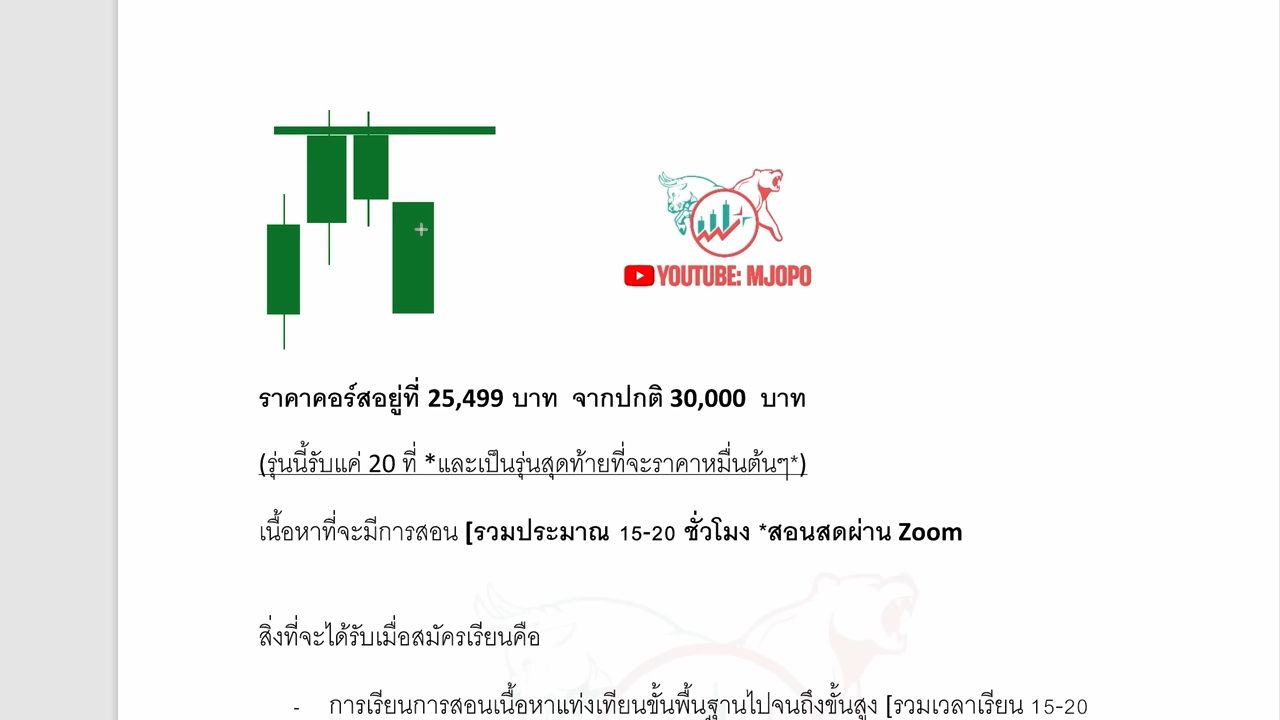 YOUTUBE: MJOPO
ราคาคอร์สอยู่ที่ 25,499 บาท จากปกติ 30,000 บาท
(รุ่นนี้รับแค่ 20 ที่ *และเป็นรุ่นสุดท้ายที่จะราคาหมื่นต้นๆ*)
เนื้อหาที่จะมีการสอน [รวมประมาณ 15-20 ชั่วโมง *สอนสดผ่าน Zoom
สิ่งที่จะได้รับเมื่อสมัครเรียนคือ
- การเรียนการสอนเนื้อหาแท่งเทียนขั้นพื้นฐานไปจนถึงขั้นสูง [รวมเวลาเรียน 15-20